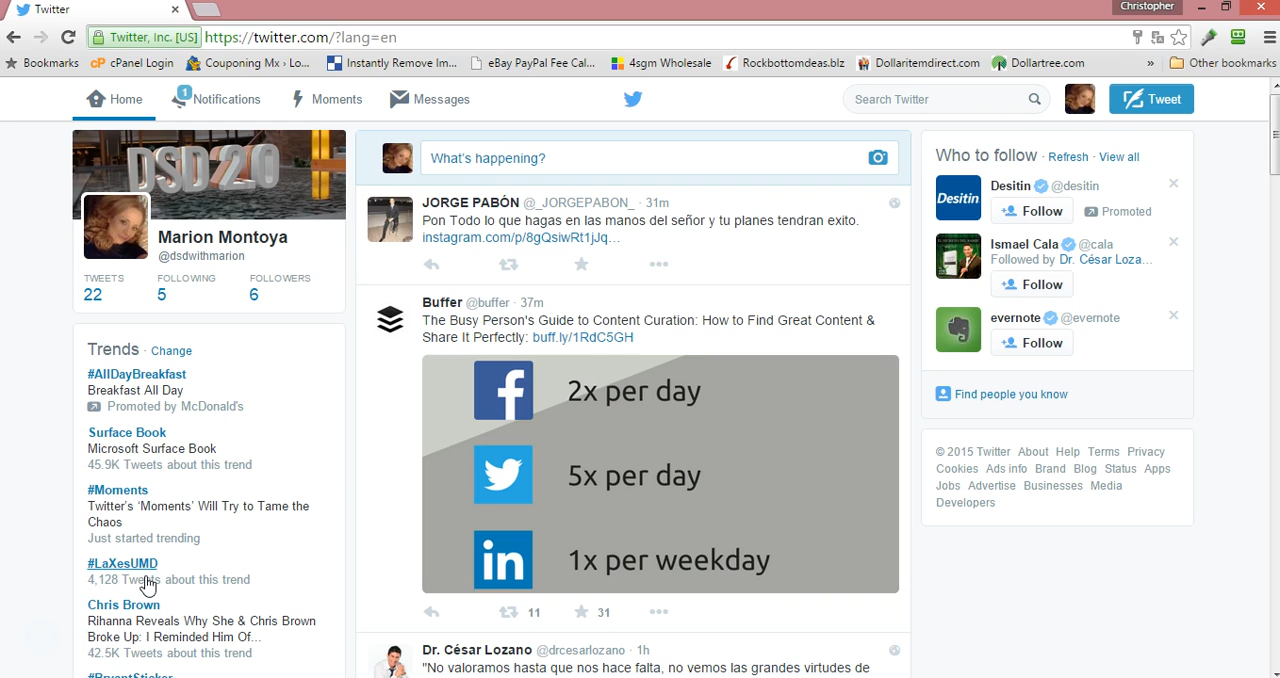 Twitter
Christopher
Twitter, Inc. [US] https://twitter.com/?lang=en
Bookmarks cPanel Login Couponing Mx › Lo... Instantly Remove Im... eBay PayPal Fee Cal... 4sgm Wholesale Rockbottomdeals.blz Dollaritemdirect.com Dollartree.com » Other bookmarks
Home 1 Notifications Moments Messages Search Twitter Tweet
DSD 2.0
Marion Montoya
@dsdwithmarion
TWEETS FOLLOWING FOLLOWERS
22 5 6
Trends · Change
#AllDayBreakfast
Breakfast All Day
Promoted by McDonald's
Surface Book
Microsoft Surface Book
45.9K Tweets about this trend
#Moments
Twitter's ‘Moments’ Will Try to Tame the
Chaos
Just started trending
#LaXesUMD
4,128 Tweets about this trend
Chris Brown
Rihanna Reveals Why She & Chris Brown
Broke Up: I Reminded Him Of...
42.5K Tweets about this trend
#BryantSticker
What's happening?
JORGE PABÓN @_JORGEPABON_ · 31m
Pon Todo lo que hagas en las manos del señor y tu planes tendran exito.
instagram.com/p/8gQsiwRt1jJq...
Buffer @buffer · 37m
The Busy Person's Guide to Content Curation: How to Find Great Content &
Share It Perfectly: buff.ly/1RdC5GH
2x per day
5x per day
in 1x per weekday
11 31
Dr. César Lozano @drcesarlozano · 1h
"No valoramos hasta que nos hace falta, no vemos las grandes virtudes de
Who to follow · Refresh · View all
Desitin
Desitin @desitin
Follow Promoted
Ismael Cala @cala
Followed by Dr. César Loza...
Follow
evernote @evernote
Follow
Find people you know
© 2015 Twitter About Help Terms Privacy
Cookies Ads info Brand Blog Status Apps
Jobs Advertise Businesses Media
Developers